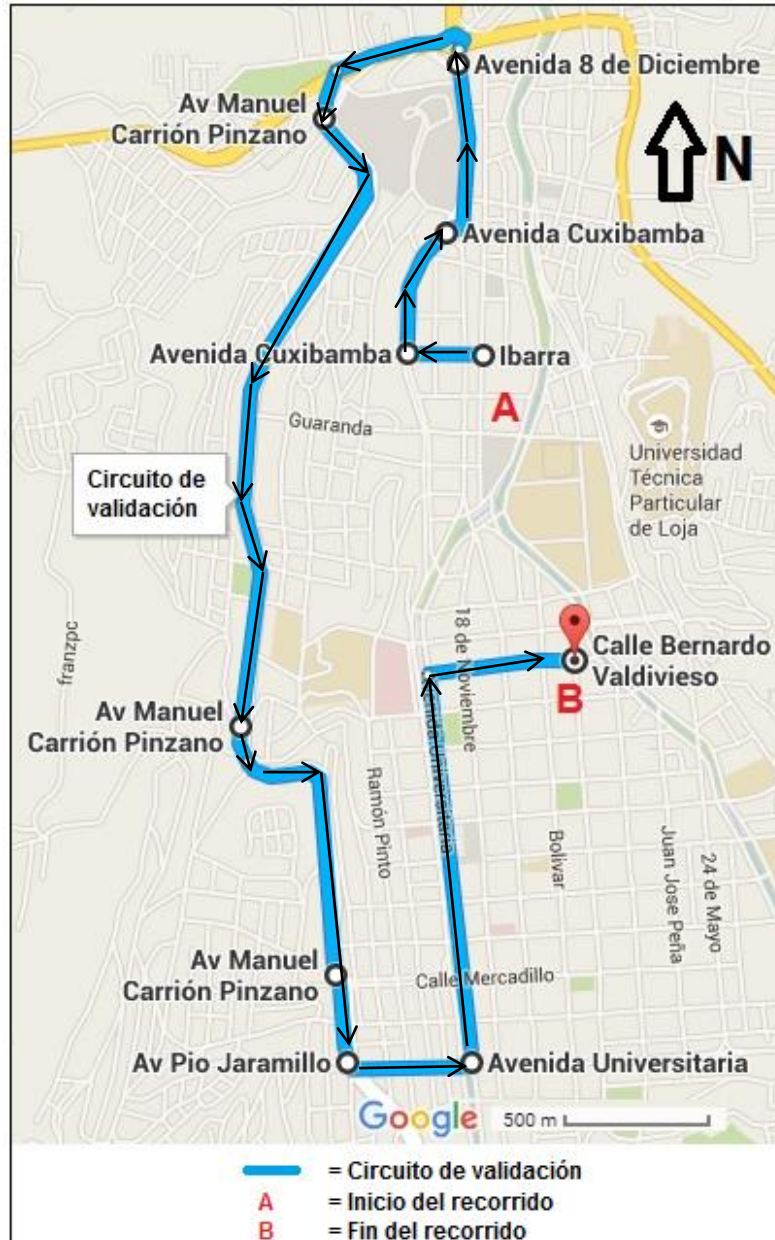 Avenida 8 de Diciembre
Av Manuel
Carrión Pinzano
N
Avenida Cuxibamba
Avenida Cuxibamba
Ibarra
A
Guaranda
Universidad
Técnica
Particular
de Loja
Circuito de
validación
franzpc
18 de Noviembre
Calle Bernardo
Valdivieso
B
Av Manuel
Carrión Pinzano
Universitaria
Ramón Pinto
Bolívar
Juan Jose Peña
24 de Mayo
Av Manuel
Carrión Pinzano
Calle Mercadillo
Av Pio Jaramillo
Avenida Universitaria
Google
500 m
= Circuito de validación
A = Inicio del recorrido
B = Fin del recorrido